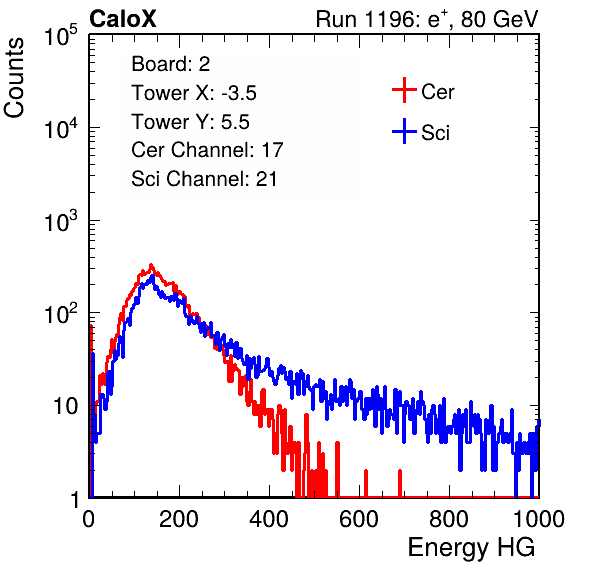 CaloX Run 1196: e⁺, 80 GeV
Counts
10⁵
10⁴
10³
10²
10
1
Board: 2
Tower X: -3.5
Tower Y: 5.5
Cer Channel: 17
Sci Channel: 21
Cer
Sci
0 200 400 600 800 1000
Energy HG